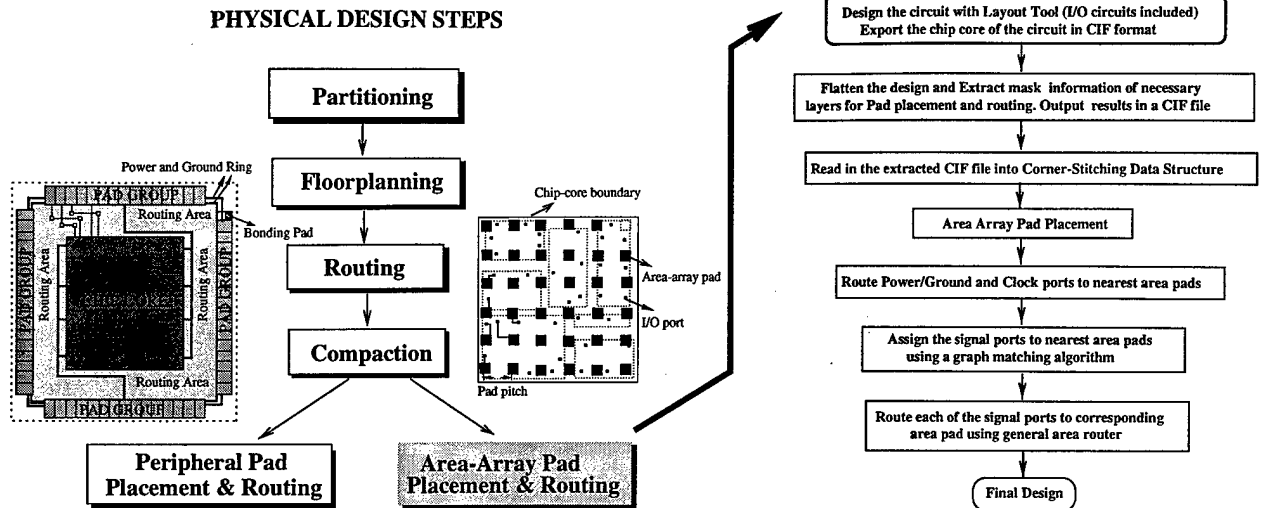 PHYSICAL DESIGN STEPS
Partitioning
Floorplanning
Routing
Compaction
Peripheral Pad
Placement & Routing
Area-Array Pad
Placement & Routing
Power and Ground Ring
PAD GROUP
Routing Area
Bonding Pad
PAD GROUP
Routing Area
Routing Area
PAD GROUP
Routing Area
PAD GROUP
Chip-core boundary
Area-array pad
I/O port
Pad pitch
Design the circuit with Layout Tool (I/O circuits included)
Export the chip core of the circuit in CIF format
Flatten the design and Extract mask information of necessary
layers for Pad placement and routing. Output results in a CIF file
Read in the extracted CIF file into Corner-Stitching Data Structure
Area Array Pad Placement
Route Power/Ground and Clock ports to nearest area pads
Assign the signal ports to nearest area pads
using a graph matching algorithm
Route each of the signal ports to corresponding
area pad using general area router
Final Design